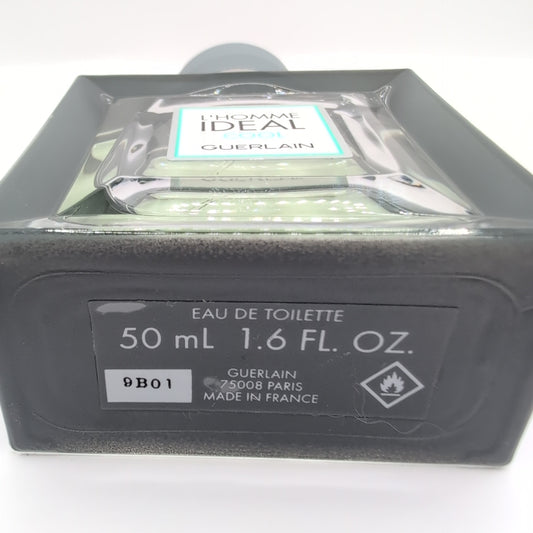 L'HOMME
IDEAL
COOL
GUERLAIN
EAU DE TOILETTE
50 mL 1.6 FL. OZ.
9B01
GUERLAIN
75008 PARIS
MADE IN FRANCE